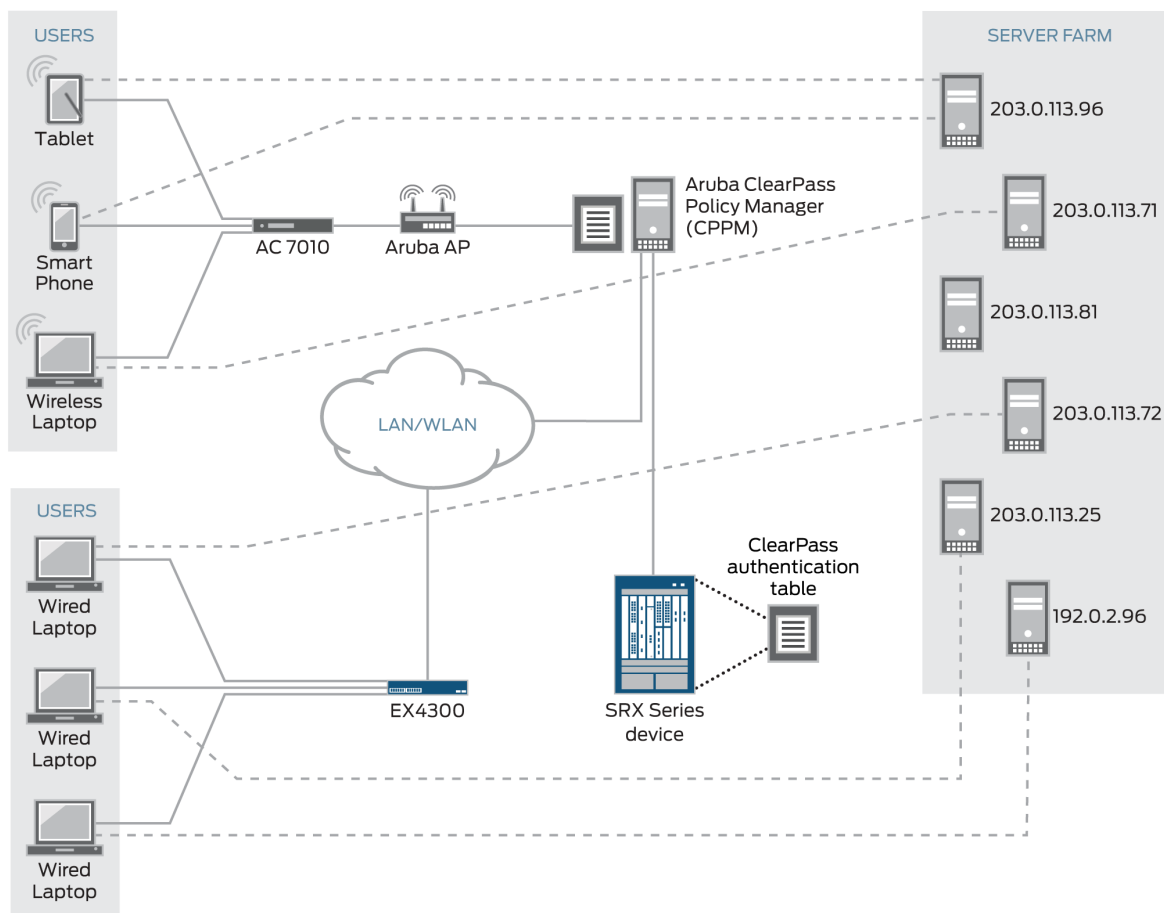 USERS
Tablet
Smart
Phone
Wireless
Laptop
AC 7010
Aruba AP
Aruba ClearPass
Policy Manager
(CPPM)
LAN/WLAN
USERS
Wired
Laptop
Wired
Laptop
Wired
Laptop
EX4300
SRX Series
device
ClearPass
authentication
table
SERVER FARM
203.0.113.96
203.0.113.71
203.0.113.81
203.0.113.72
203.0.113.25
192.0.2.96